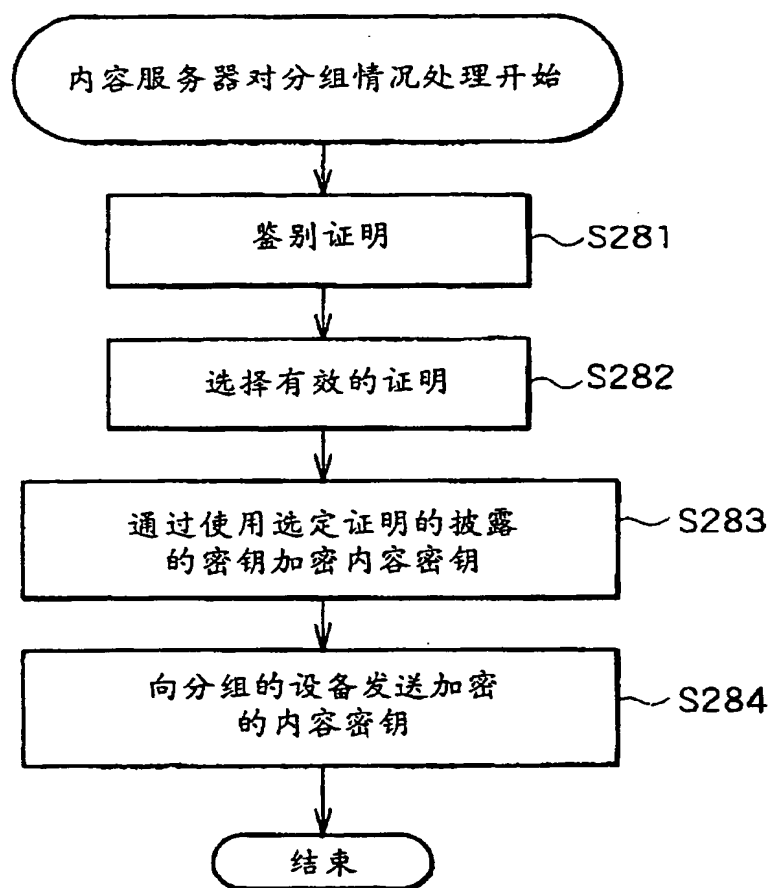 内容服务器对分组情况处理开始
鉴别证明
S281
选择有效的证明
S282
通过使用选定证明的披露
的密钥加密内容密钥
S283
向分组的设备发送加密
的内容密钥
S284
结束